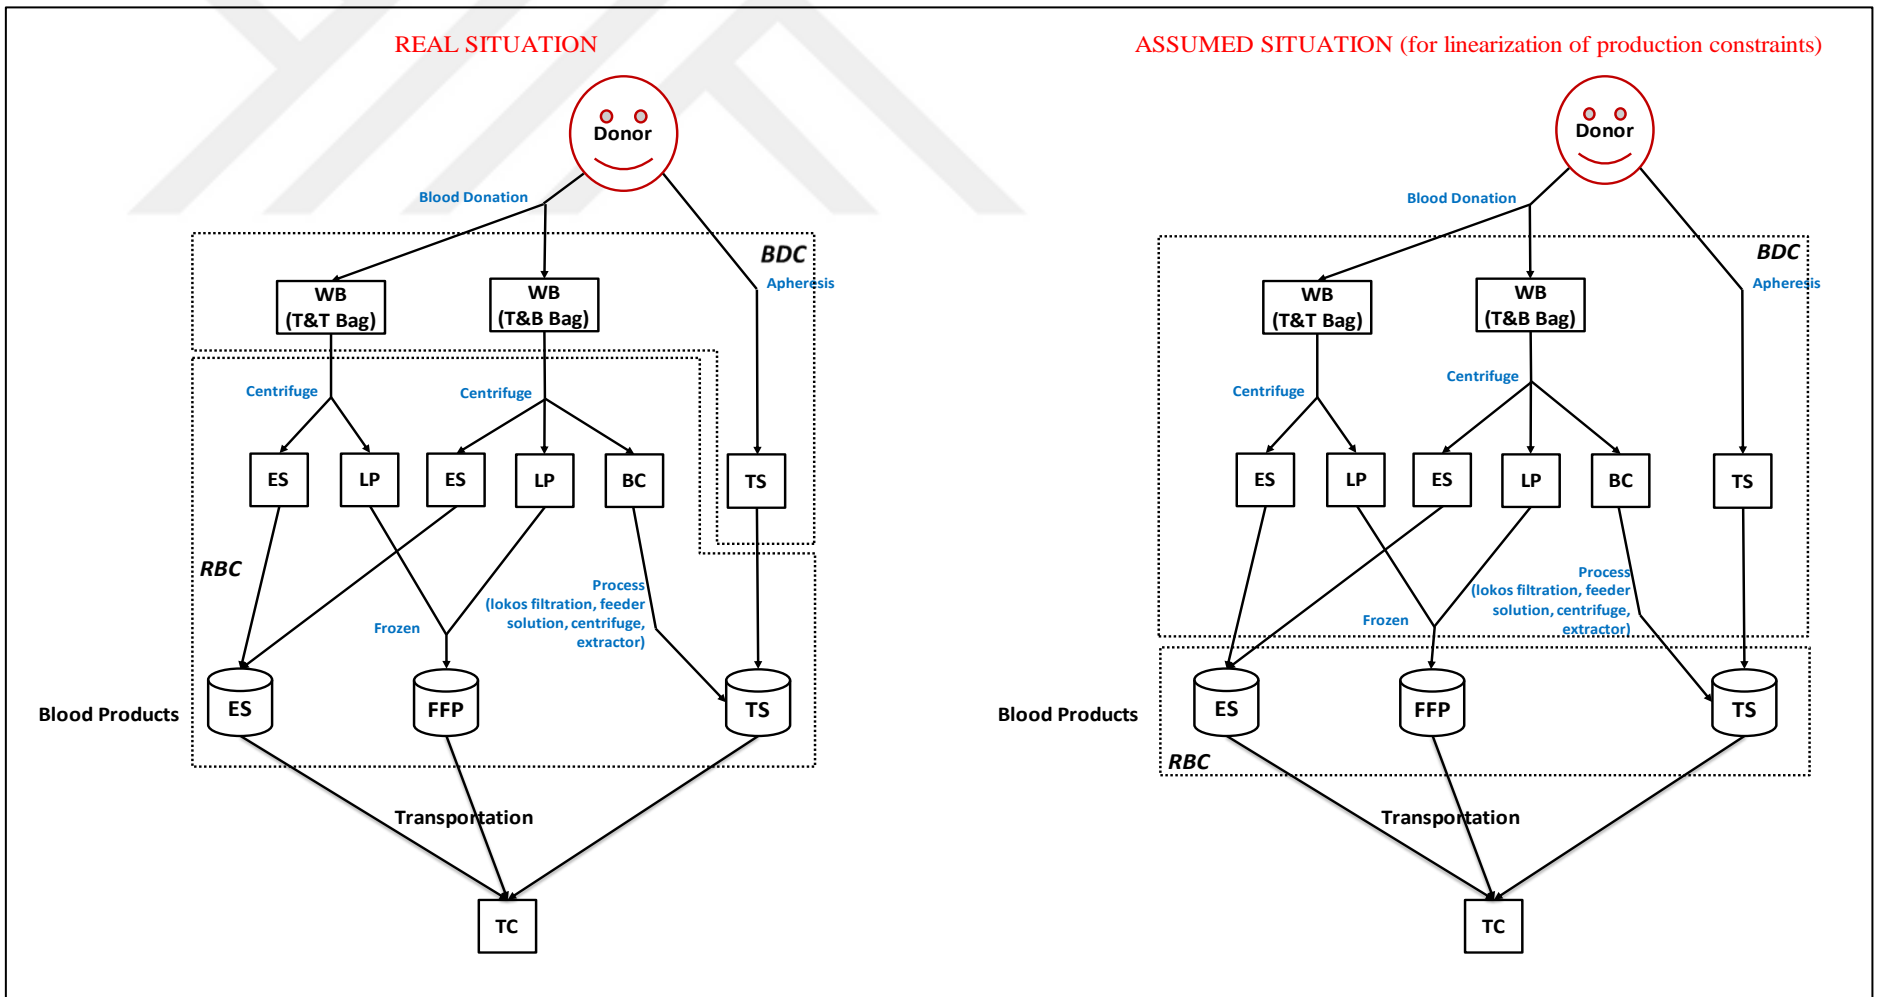 REAL SITUATION
Donor
Blood Donation
BDC
Apheresis
WB
(T&T Bag)
WB
(T&B Bag)
Centrifuge
Centrifuge
ES
LP
ES
LP
BC
TS
RBC
Process
(lokos filtration, feeder
solution, centrifuge,
extractor)
Frozen
Blood Products
ES
FFP
TS
Transportation
TC
ASSUMED SITUATION (for linearization of production constraints)
Donor
Blood Donation
BDC
Apheresis
WB
(T&T Bag)
WB
(T&B Bag)
Centrifuge
Centrifuge
ES
LP
ES
LP
BC
TS
Process
(lokos filtration, feeder
solution, centrifuge,
extractor)
Frozen
Blood Products
ES
FFP
TS
RBC
Transportation
TC